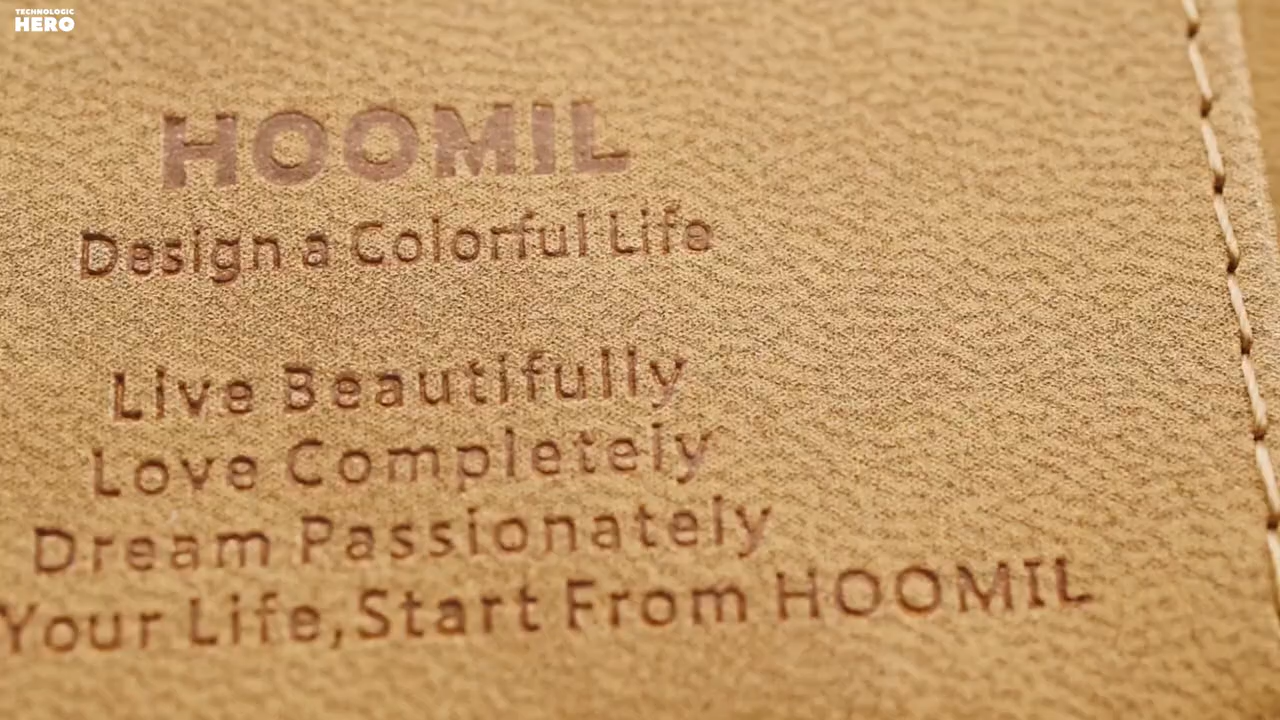 TECHNOLOGIC
HERO
HOOMIL
Design a Colorful Life
Live Beautifully
Love Completely
Dream Passionately
Your Life,Start From HOOMIL